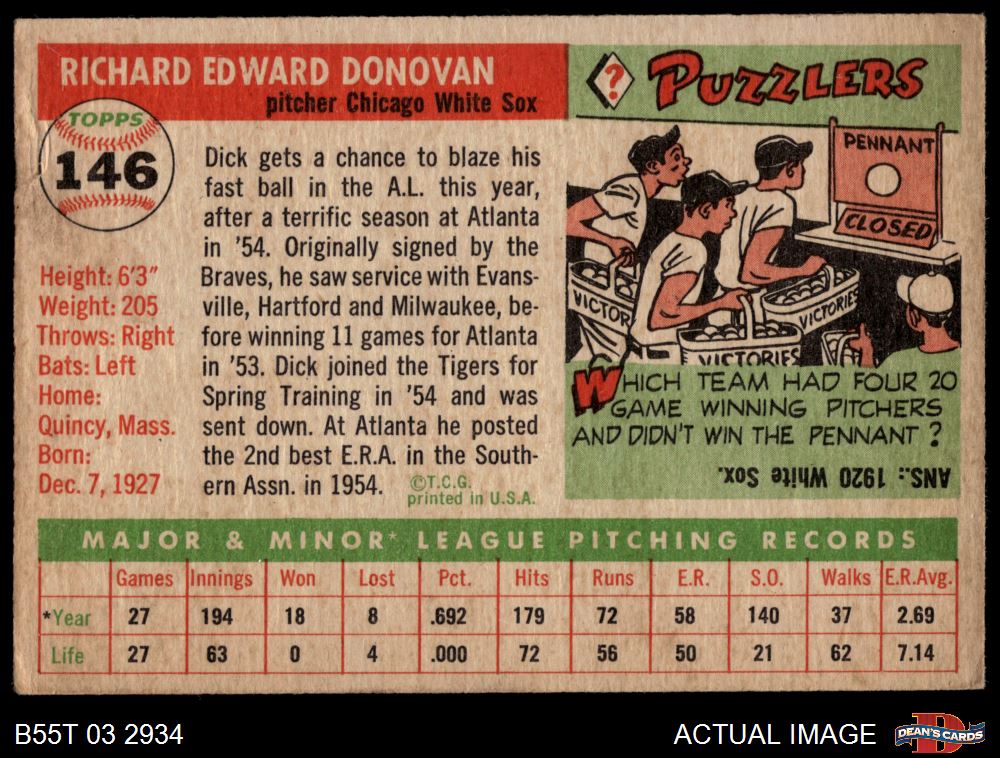 RICHARD EDWARD DONOVAN
pitcher Chicago White Sox
TOPPS
146
Height: 6'3"
Weight: 205
Throws: Right
Bats: Left
Home:
Quincy, Mass.
Born:
Dec. 7, 1927
Dick gets a chance to blaze his
fast ball in the A.L. this year,
after a terrific season at Atlanta
in '54. Originally signed by the
Braves, he saw service with Evans-
ville, Hartford and Milwaukee, be-
fore winning 11 games for Atlanta
in '53. Dick joined the Tigers for
Spring Training in '54 and was
sent down. At Atlanta he posted
the 2nd best E.R.A. in the South-
ern Assn. in 1954.
©T.C.G.
printed in U.S.A.
? PUZZLERS
PENNANT
CLOSED
VICTOR
VICTORIES
VICTORIES
WHICH TEAM HAD FOUR 20
GAME WINNING PITCHERS
AND DIDN'T WIN THE PENNANT?
ANS.: 1920 White Sox.
MAJOR & MINOR* LEAGUE PITCHING RECORDS
Games Innings Won Lost Pct. Hits Runs E.R. S.O. Walks E.R.Avg.
*Year 27 194 18 8 .692 179 72 58 140 37 2.69
Life 27 63 0 4 .000 72 56 50 21 62 7.14
B55T 03 2934
ACTUAL IMAGE
D
DEAN'S CARDS